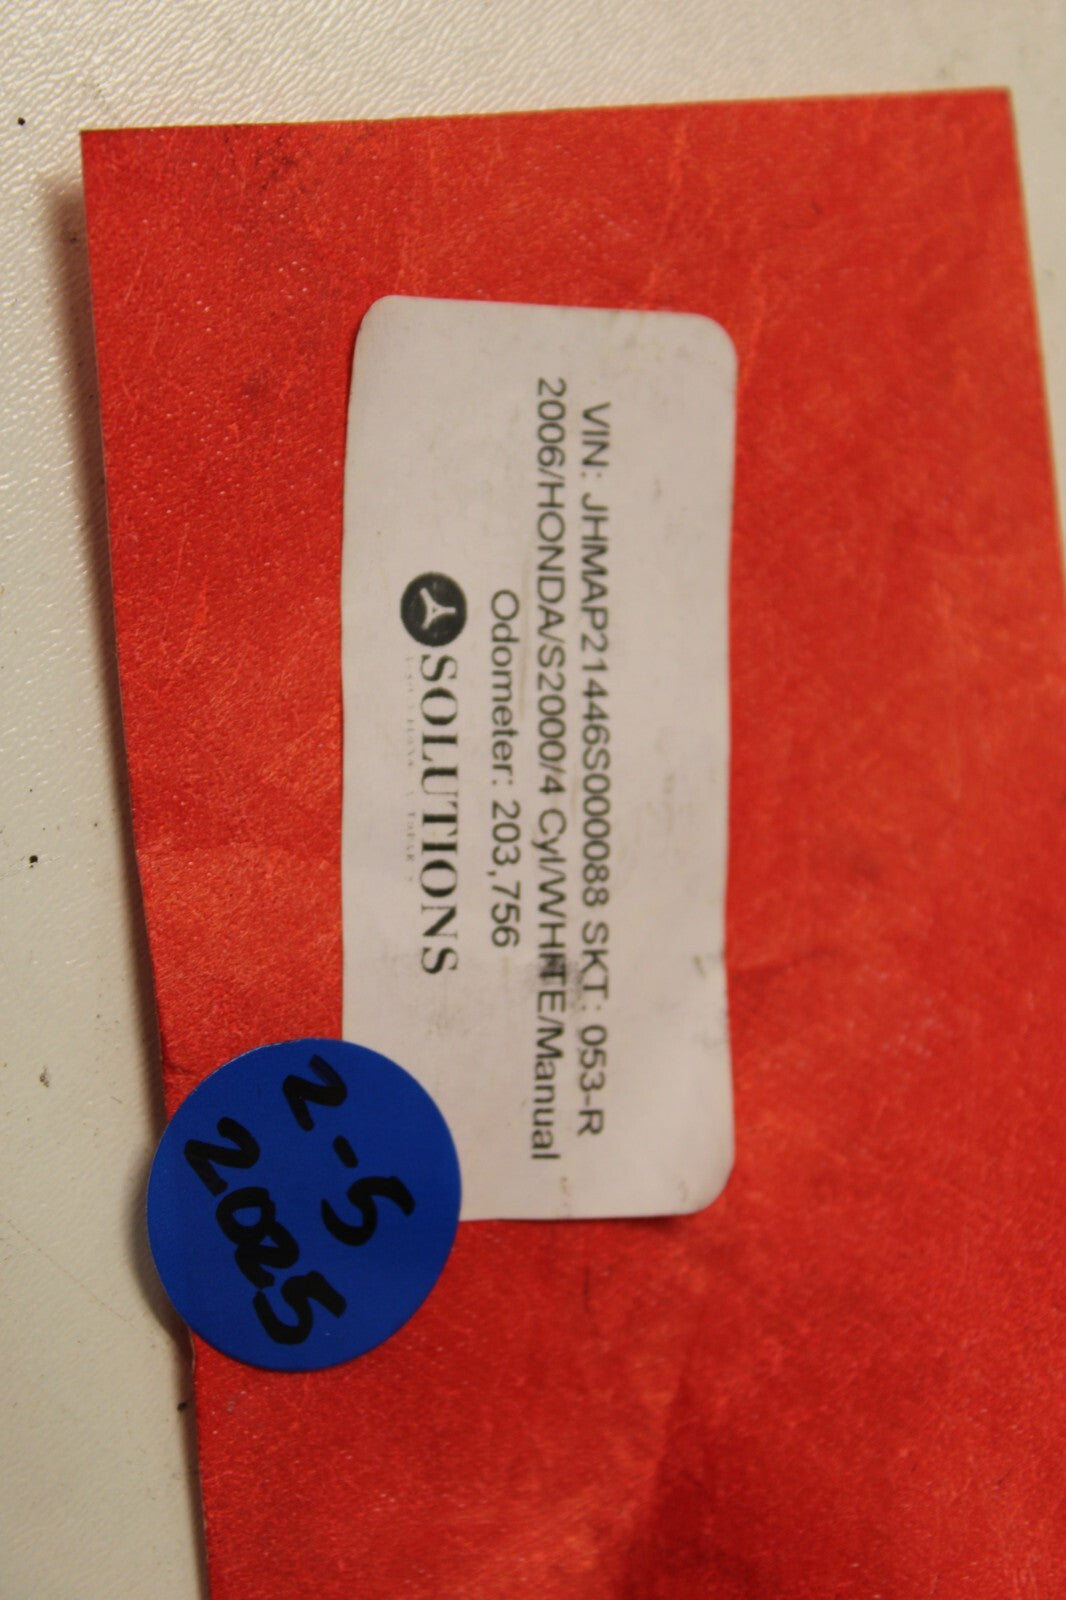 VIN: JHMAP21446S000088 SKT: 053-R
2006/HONDA/S2000/4 Cyl/WHITE/Manual
Odometer: 203,756
SOLUTIONS
2-5
2025